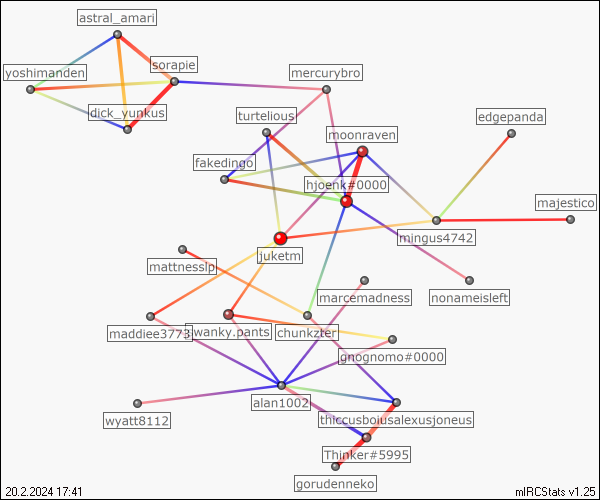 astral_amari
yoshimanden
sorapie
mercurybro
dick_yunkus
turtelious
edgepanda
moonraven
fakedingo
hjoenk#0000
majestico
mingus4742
juketm
mattnesslp
marcemadness
nonameisleft
maddiee3773
wanky.pants
chunkzter
gnognomo#0000
alan1002
wyatt8112
thiccusboiusalexusjoneus
Thinker#5995
gorudenneko
20.2.2024 17:41
mIRCStats v1.25